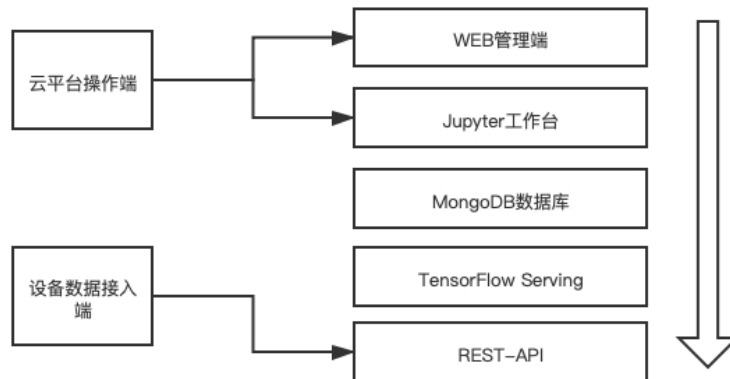 云平台操作端
WEB管理端
Jupyter工作台
MongoDB数据库
设备数据接入
端
TensorFlow Serving
REST-API